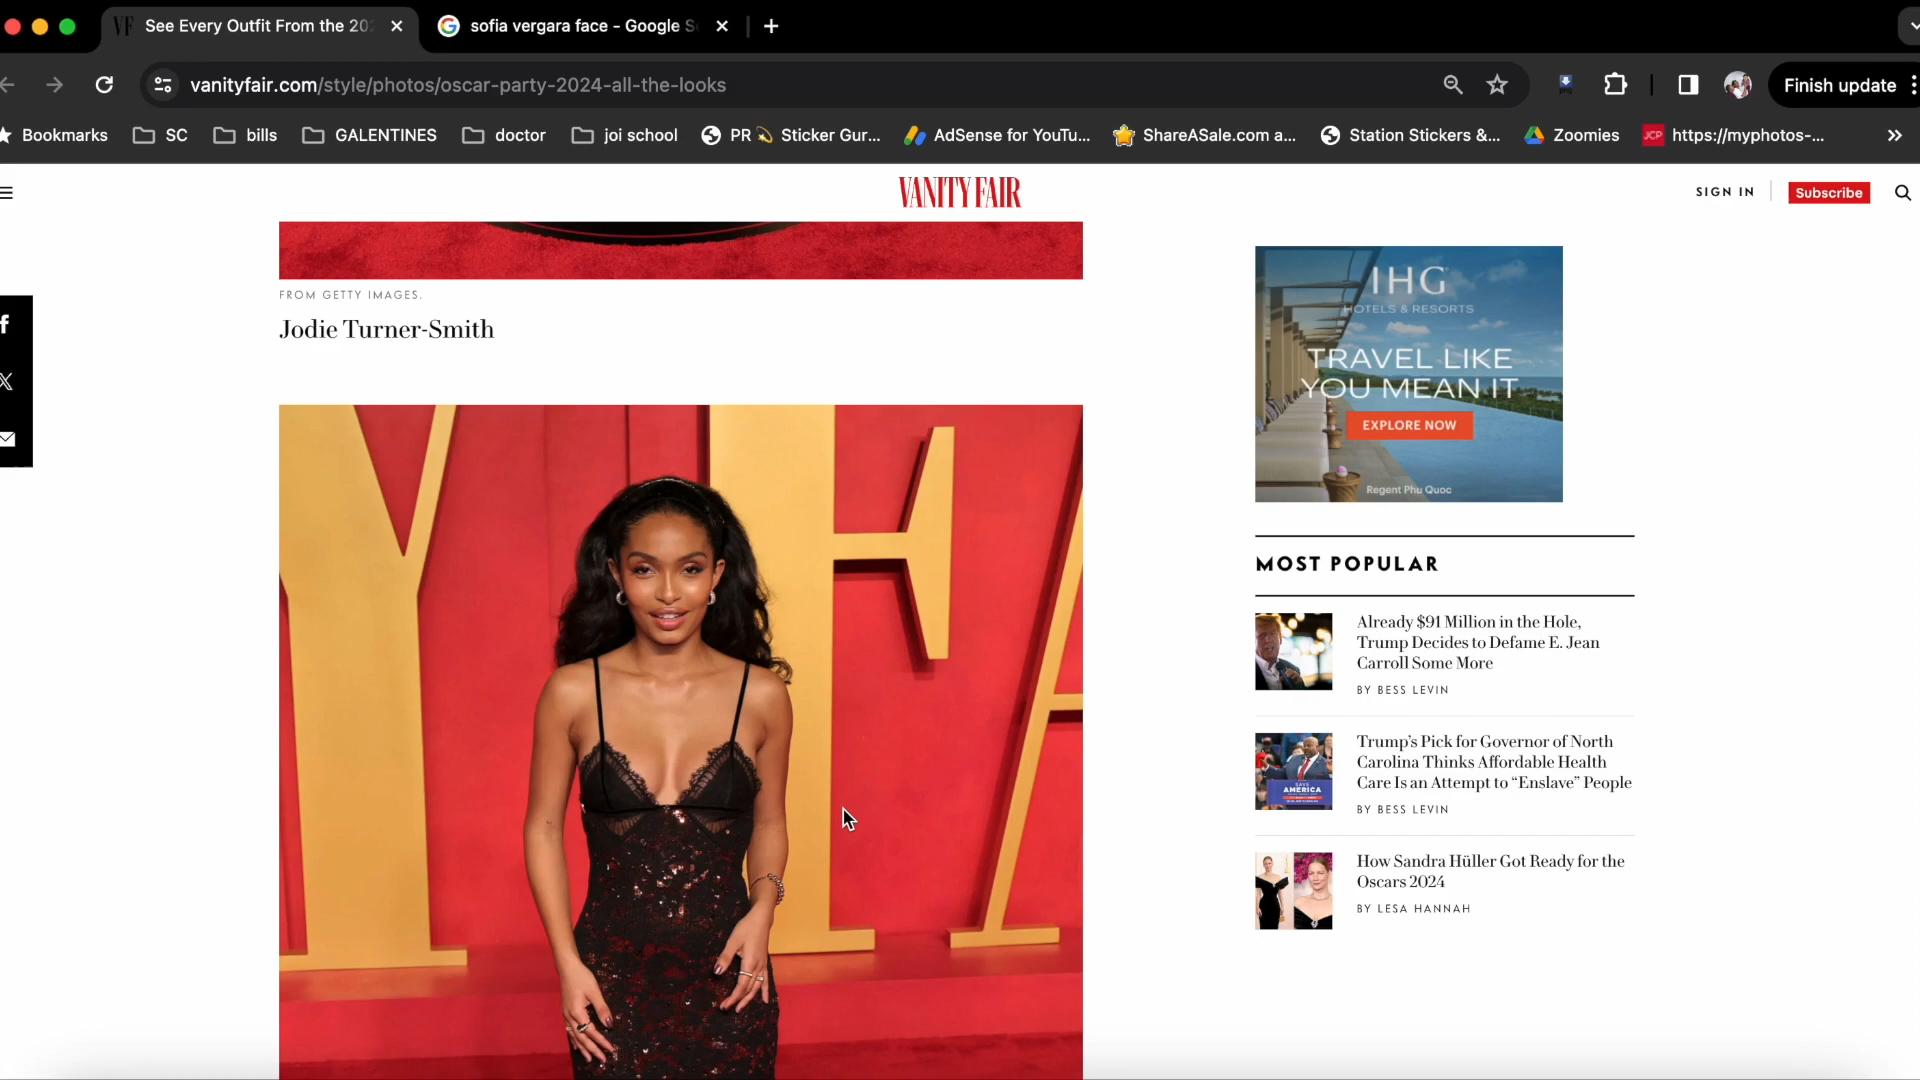 See Every Outfit From the 20
sofia vergara face - Google S
vanityfair.com/style/photos/oscar-party-2024-all-the-looks
Finish update
Bookmarks
SC
bills
GALENTINES
doctor
joi school
PR 💫 Sticker Gur...
AdSense for YouTu...
ShareASale.com a...
Station Stickers &...
Zoomies
JCP
https://myphotos-...
VANITY FAIR
SIGN IN
Subscribe
FROM GETTY IMAGES.
Jodie Turner-Smith
Y F A
IHG
HOTELS & RESORTS
TRAVEL LIKE
YOU MEAN IT
EXPLORE NOW
Regent Phu Quoc
MOST POPULAR
Already $91 Million in the Hole,
Trump Decides to Defame E. Jean
Carroll Some More
BY BESS LEVIN
Trump’s Pick for Governor of North
Carolina Thinks Affordable Health
Care Is an Attempt to “Enslave” People
BY BESS LEVIN
AMERICA
How Sandra Hüller Got Ready for the
Oscars 2024
BY LESA HANNAH